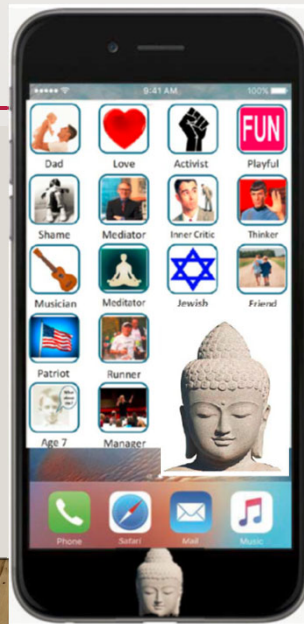 9:41 AM 100%
FUN
Dad Love Activist Playful
Shame Mediator Inner Critic Thinker
Musician Meditator Jewish Friend
Patriot Runner
Age 7 Manager
Phone Safari Mail Music